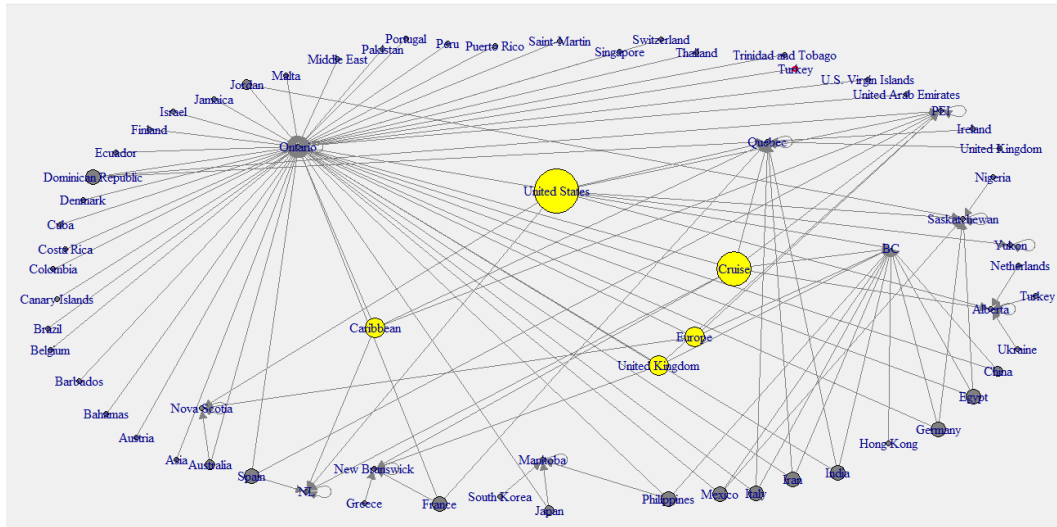 Portugal
Pakistan
Peru
Puerto Rico
Saint-Martin
Switzerland
Singapore
Thailand
Trinidad and Tobago
Middle East
Turkey
Malta
Jordan
U.S. Virgin Islands
United Arab Emirates
Jamaica
Israel
PEI
Finland
Ireland
Ontario
Quebec
United Kingdom
Ecuador
Dominican Republic
Nigeria
United States
Denmark
Cuba
Saskatchewan
Costa Rica
BC
Yukon
Colombia
Cruise
Netherlands
Canary Islands
Turkey
Alberta
Brazil
Caribbean
Europe
Belgium
Ukraine
United Kingdom
China
Barbados
Egypt
Nova Scotia
Bahamas
Germany
Austria
Hong Kong
Asia
Australia
Manitoba
New Brunswick
Spain
India
Iran
NL
Italy
Mexico
Philippines
South Korea
Greece
France
Japan